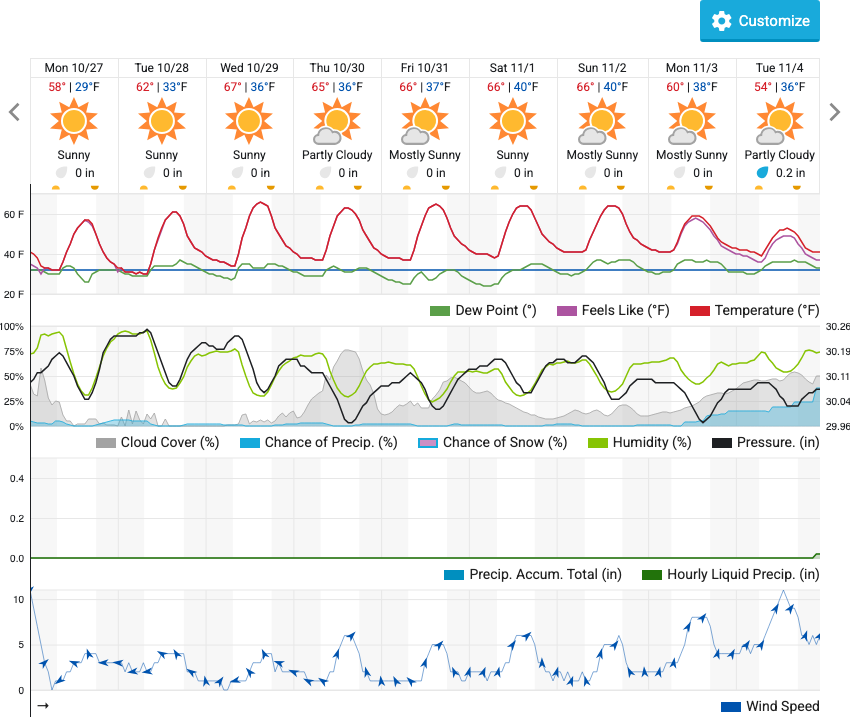 Customize
Mon 10/27 Tue 10/28 Wed 10/29 Thu 10/30 Fri 10/31 Sat 11/1 Sun 11/2 Mon 11/3 Tue 11/4
58° | 29°F 62° | 33°F 67° | 36°F 65° | 36°F 66° | 37°F 66° | 40°F 66° | 40°F 60° | 38°F 54° | 36°F
Sunny Sunny Sunny Partly Cloudy Mostly Sunny Sunny Mostly Sunny Mostly Sunny Partly Cloudy
0 in 0 in 0 in 0 in 0 in 0 in 0 in 0 in 0.2 in
60 F
40 F
20 F
Dew Point (°) Feels Like (°F) Temperature (°F)
100% 30.26
75% 30.19
50% 30.11
25% 30.04
0% 29.96
Cloud Cover (%) Chance of Precip. (%) Chance of Snow (%) Humidity (%) Pressure. (in)
0.4
0.2
0.0
Precip. Accum. Total (in) Hourly Liquid Precip. (in)
10
5
0
Wind Speed